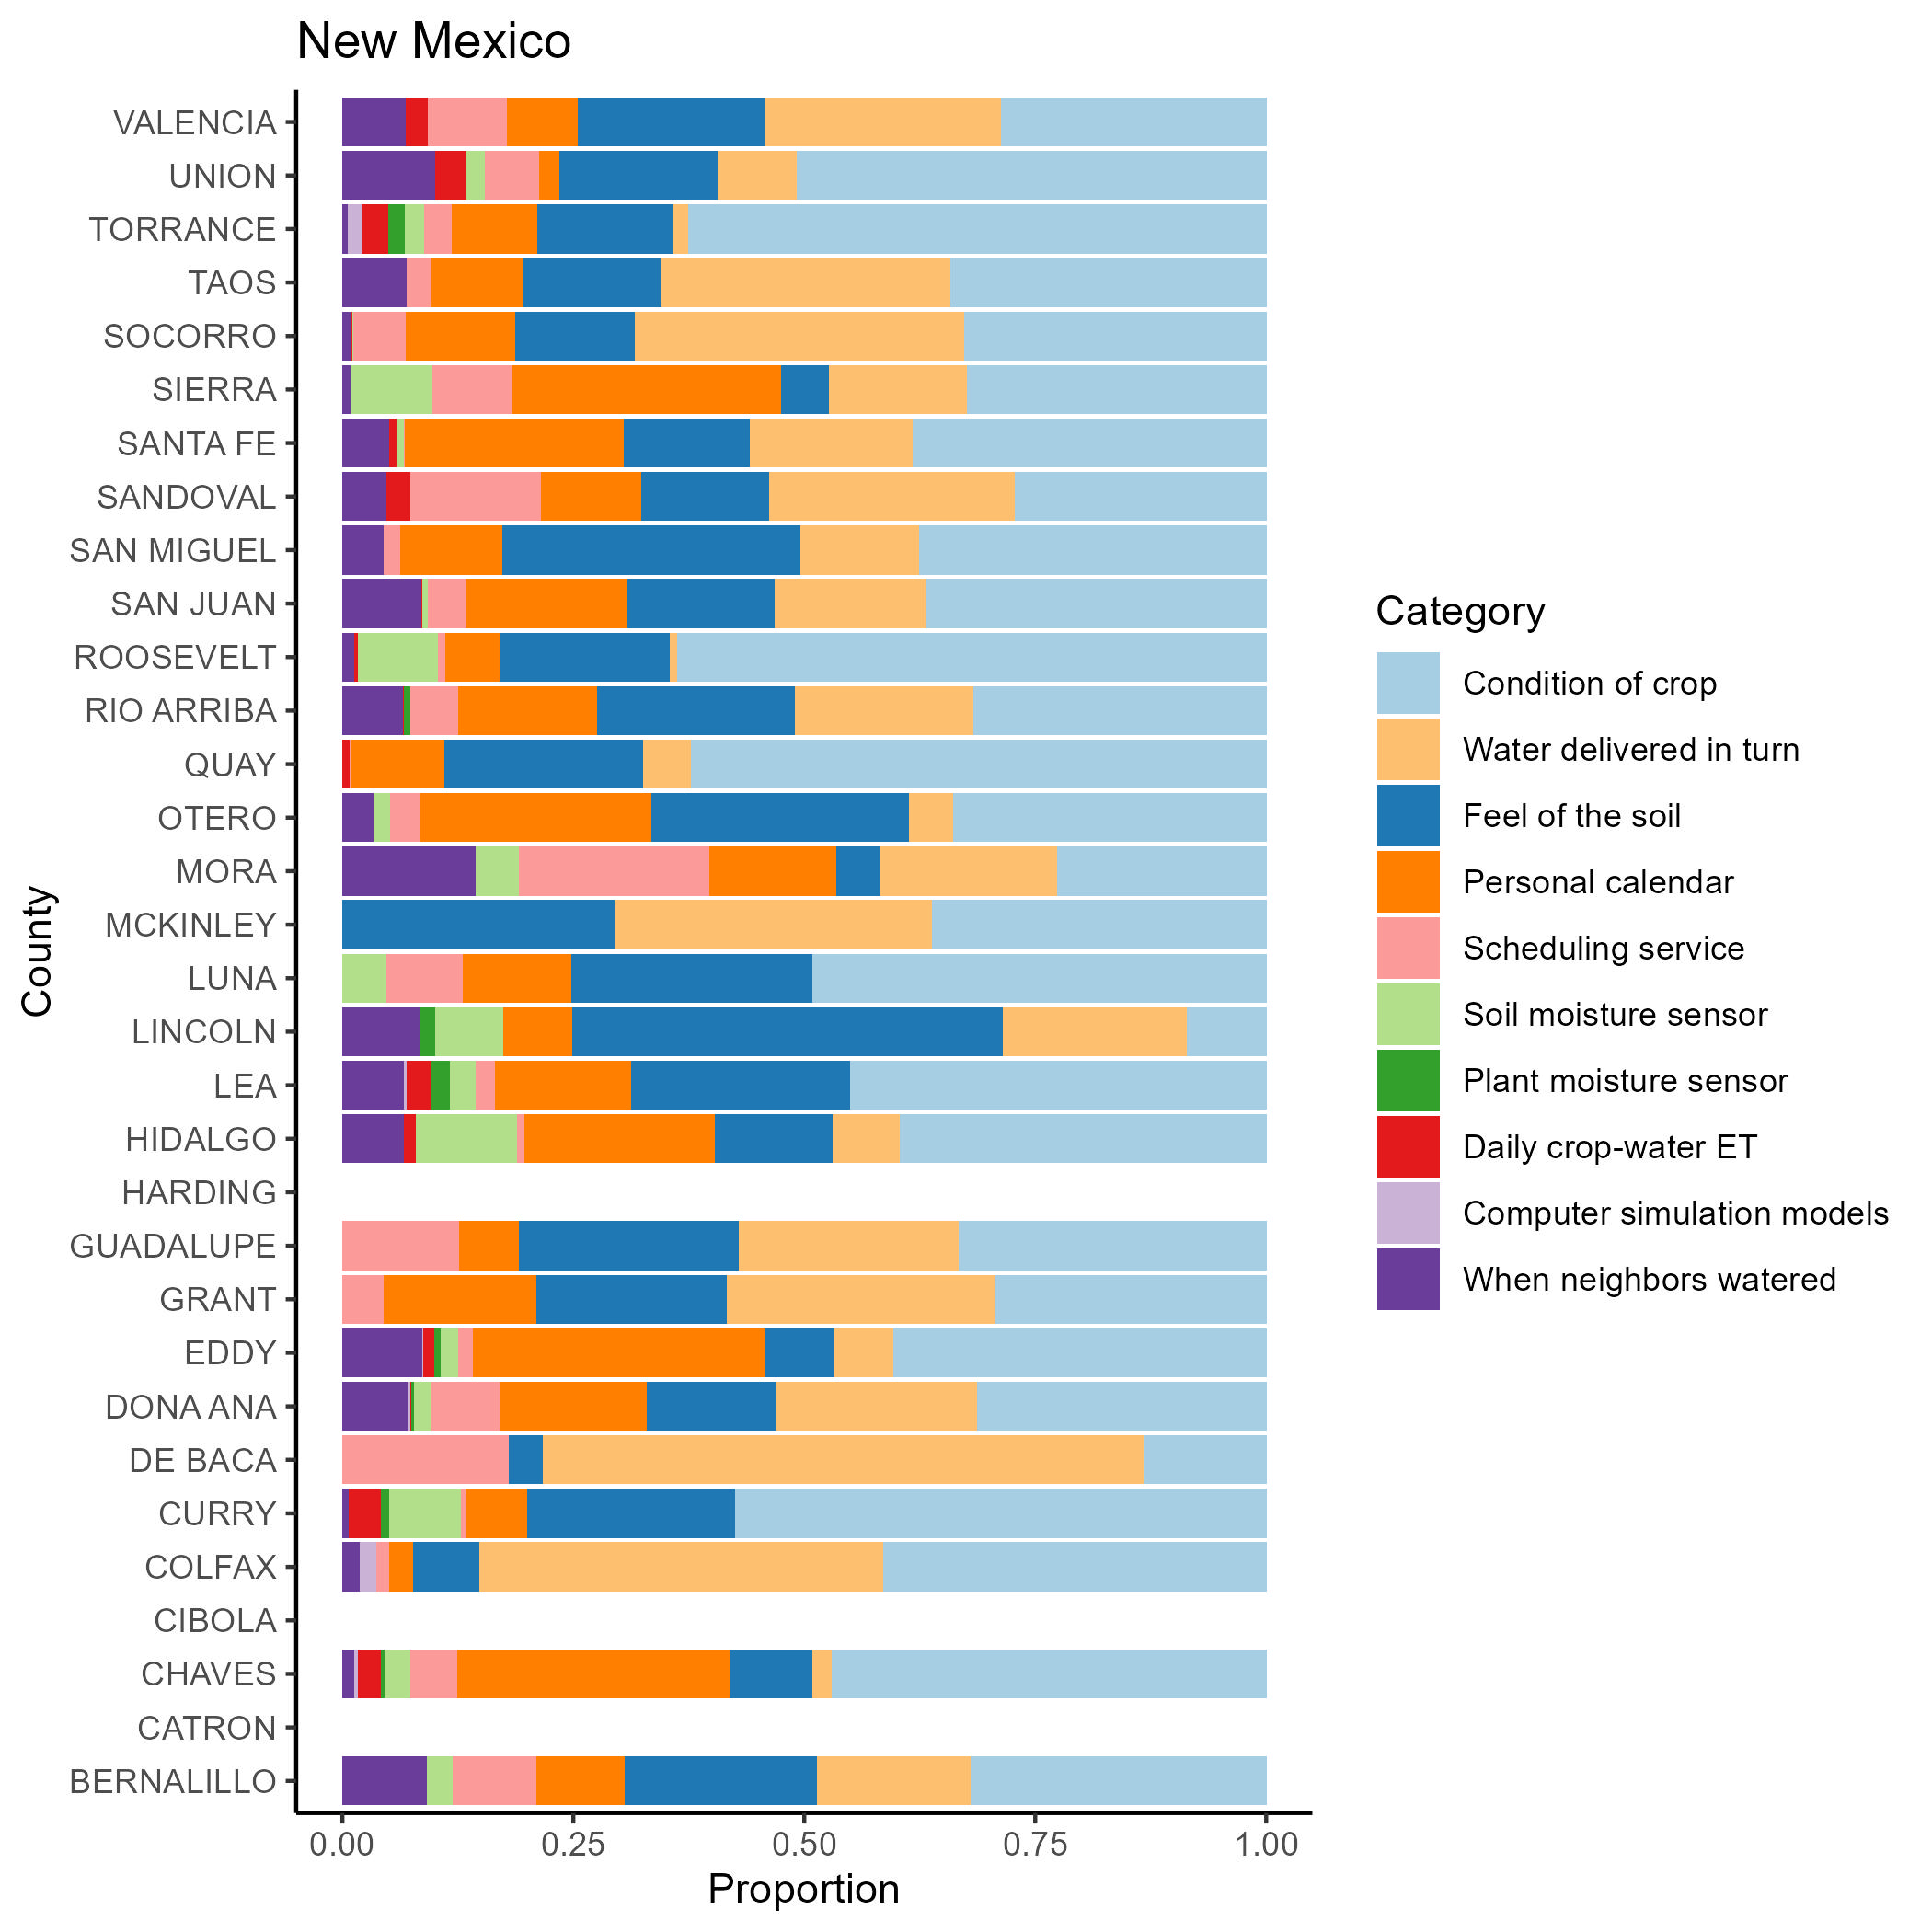 New Mexico
VALENCIA
UNION
TORRANCE
TAOS
SOCORRO
SIERRA
SANTA FE
SANDOVAL
SAN MIGUEL
SAN JUAN
ROOSEVELT
RIO ARRIBA
QUAY
OTERO
MORA
MCKINLEY
LUNA
LINCOLN
LEA
HIDALGO
HARDING
GUADALUPE
GRANT
EDDY
DONA ANA
DE BACA
CURRY
COLFAX
CIBOLA
CHAVES
CATRON
BERNALILLO
County
0.00 0.25 0.50 0.75 1.00
Proportion
Category
Condition of crop
Water delivered in turn
Feel of the soil
Personal calendar
Scheduling service
Soil moisture sensor
Plant moisture sensor
Daily crop-water ET
Computer simulation models
When neighbors watered